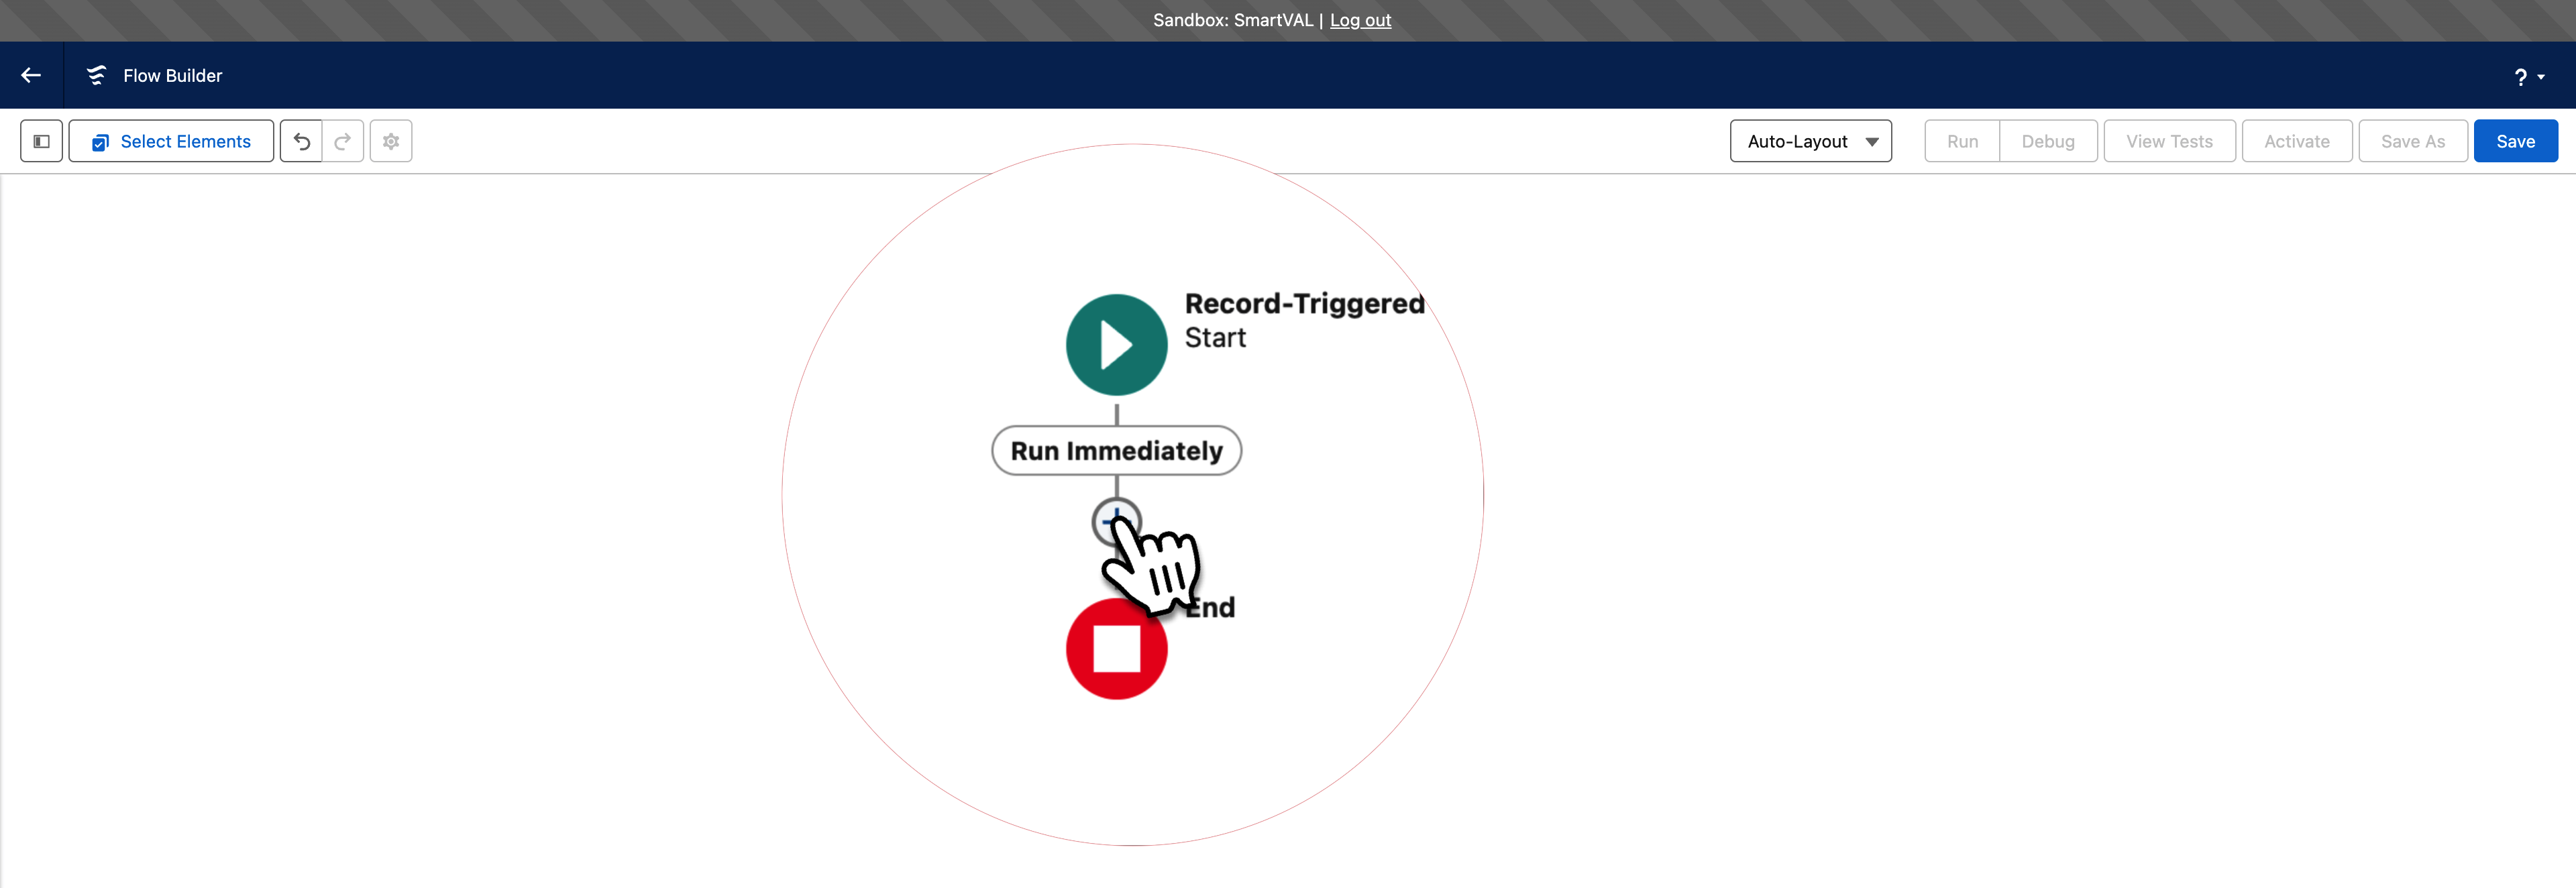 Sandbox: SmartVAL | Log out
Flow Builder
?
Select Elements
Auto-Layout
Run
Debug
View Tests
Activate
Save As
Save
Record-Triggered
Start
Run Immediately
End